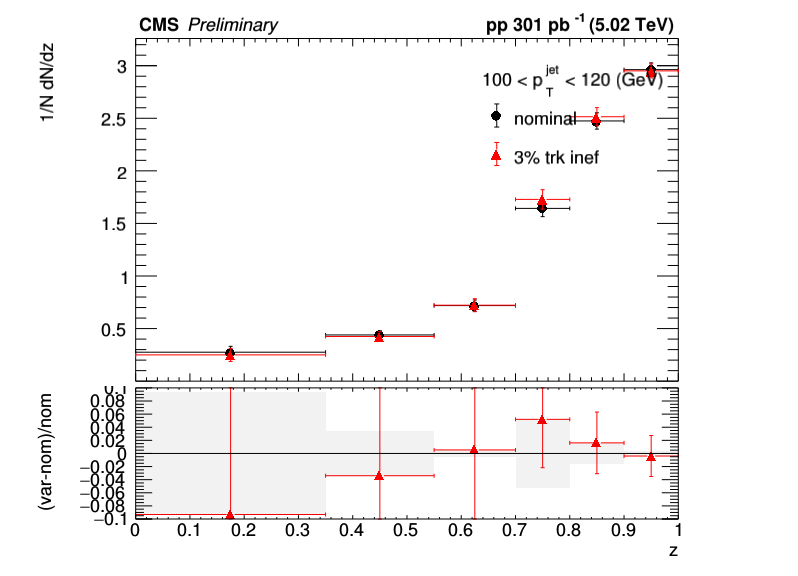 CMS Preliminary pp 301 pb⁻¹ (5.02 TeV)
1/N dN/dz
3
2.5
2
1.5
1
0.5
100 < p_T^jet < 120 (GeV)
nominal
3% trk inef
(var-nom)/nom
0.1
0.08
0.06
0.04
0.02
0
−0.02
−0.04
−0.06
−0.08
−0.1
0 0.1 0.2 0.3 0.4 0.5 0.6 0.7 0.8 0.9 1
z